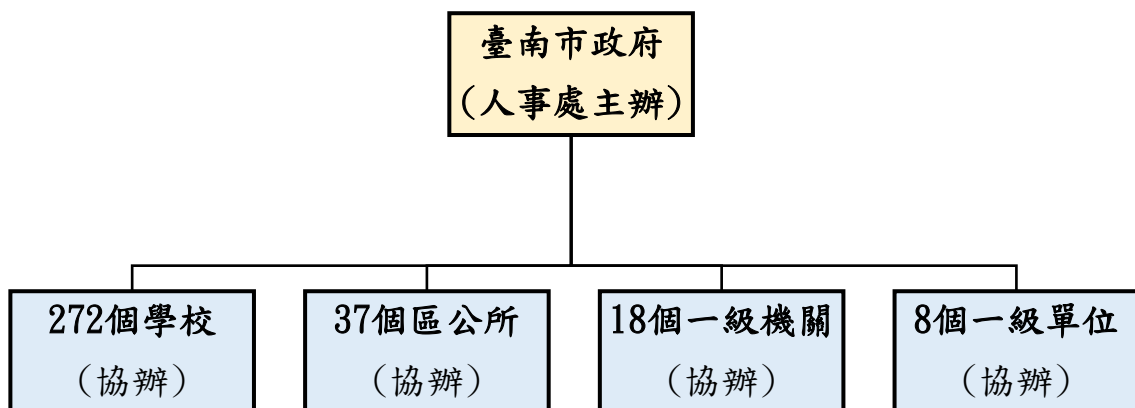 臺南市政府
(人事處主辦)
272個學校
(協辦)
37個區公所
(協辦)
18個一級機關
(協辦)
8個一級單位
(協辦)